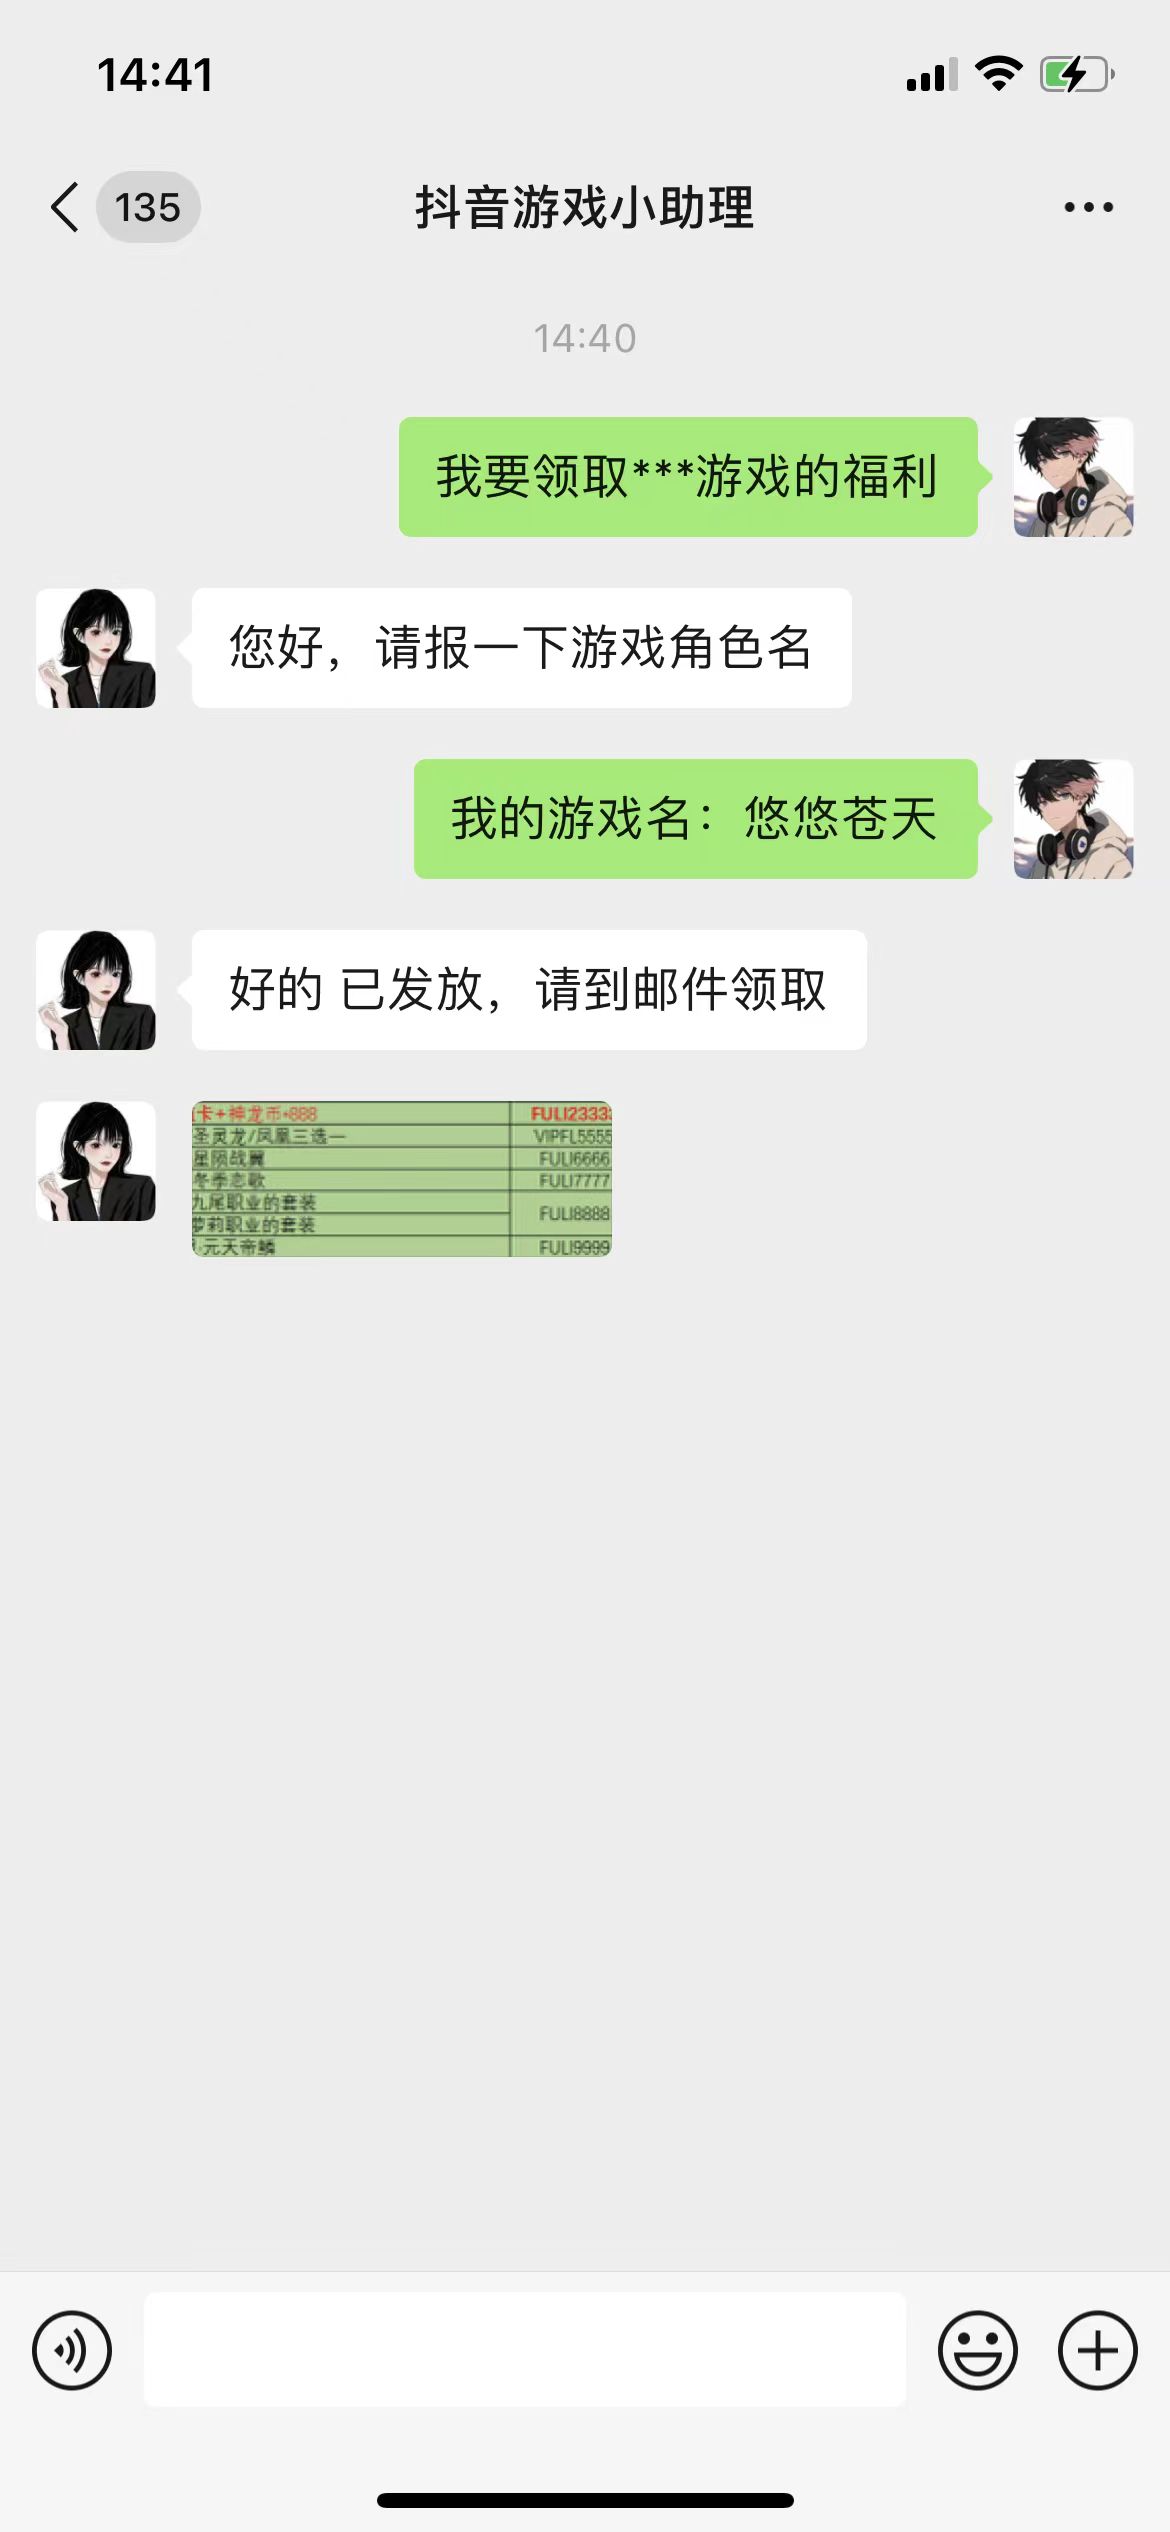 14:41
135
抖音游戏小助理
14:40
我要领取***游戏的福利
您好，请报一下游戏角色名
我的游戏名：悠悠苍天
好的 已发放，请到邮件领取
卡+神龙币*888 FULI2333
圣灵龙/凤凰三选一 VIPFL5555
星陨战翼 FULI6666
冬季恋歌 FULI7777
九尾职业的套装
FULI8888
萝莉职业的套装
·元天帝鳞 FULI9999